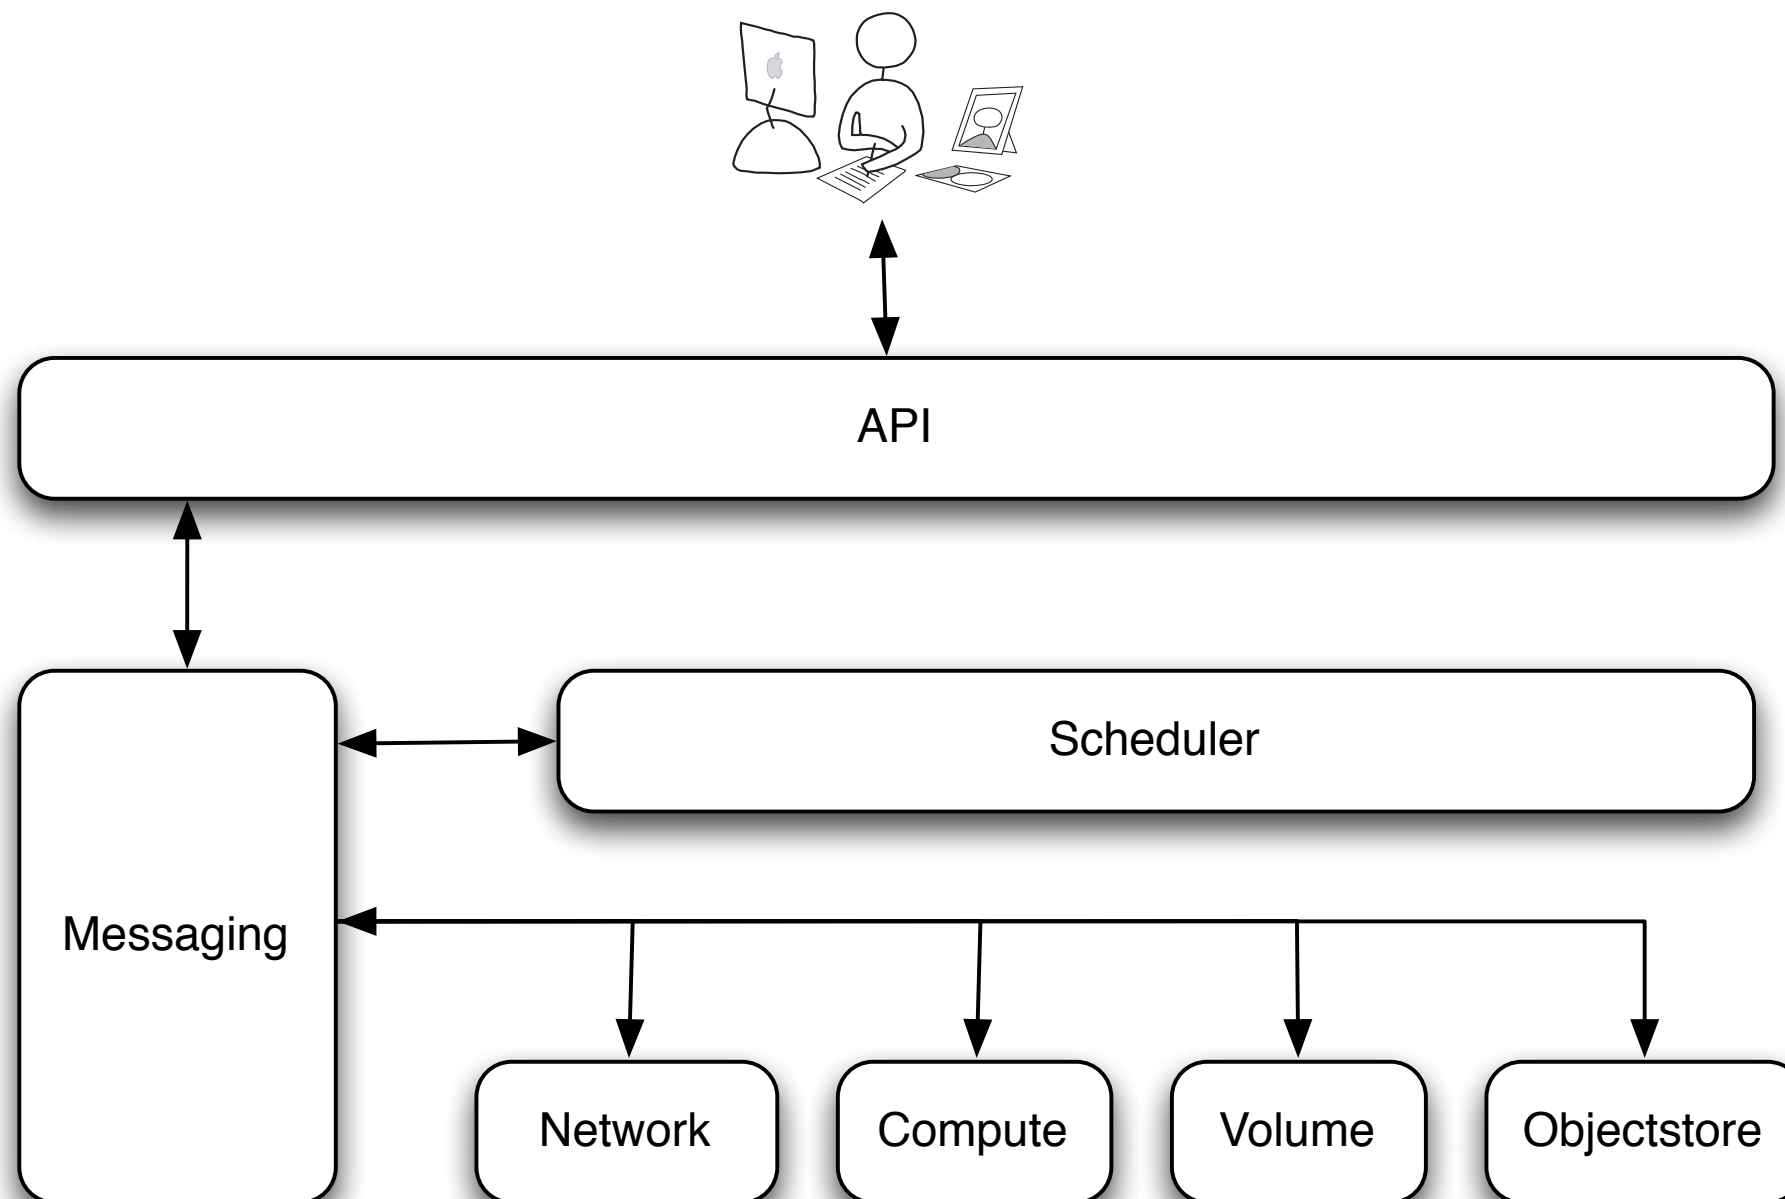 API
Scheduler
Messaging
Network
Compute
Volume
Objectstore